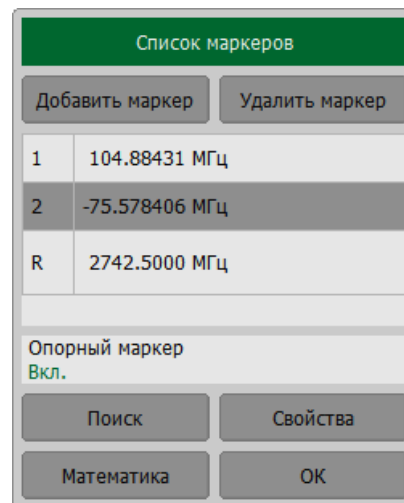 Список маркеров
Добавить маркер Удалить маркер
1 104.88431 МГц
2 -75.578406 МГц
R 2742.5000 МГц
Опорный маркер
Вкл.
Поиск Свойства
Математика ОК